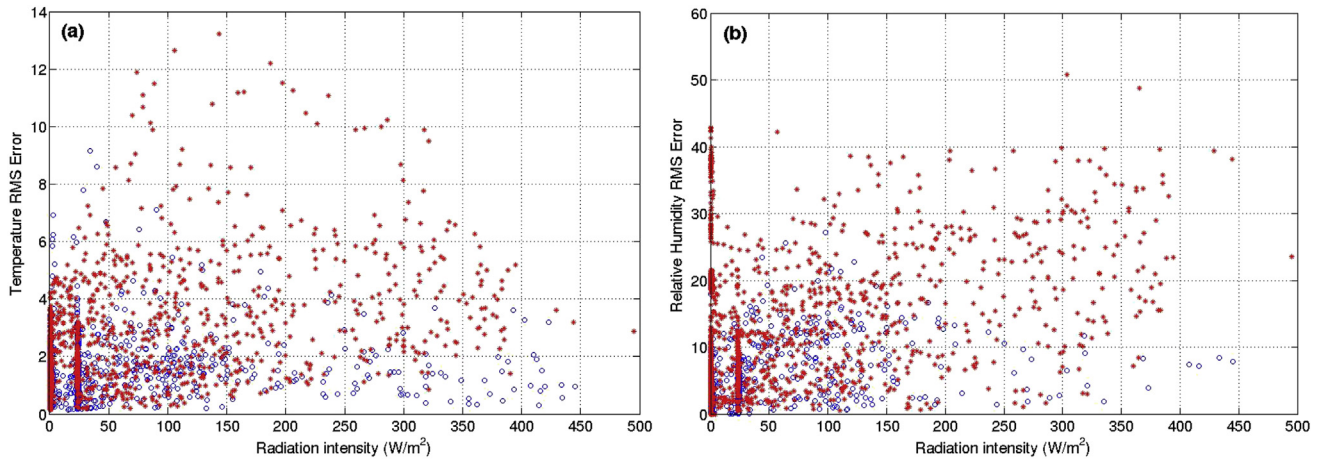 (a)
Temperature RMS Error
14
12
10
8
6
4
2
0
0 50 100 150 200 250 300 350 400 450 500
Radiation intensity (W/m²)
(b)
Relative Humidity RMS Error
60
50
40
30
20
10
0
0 50 100 150 200 250 300 350 400 450 500
Radiation intensity (W/m²)